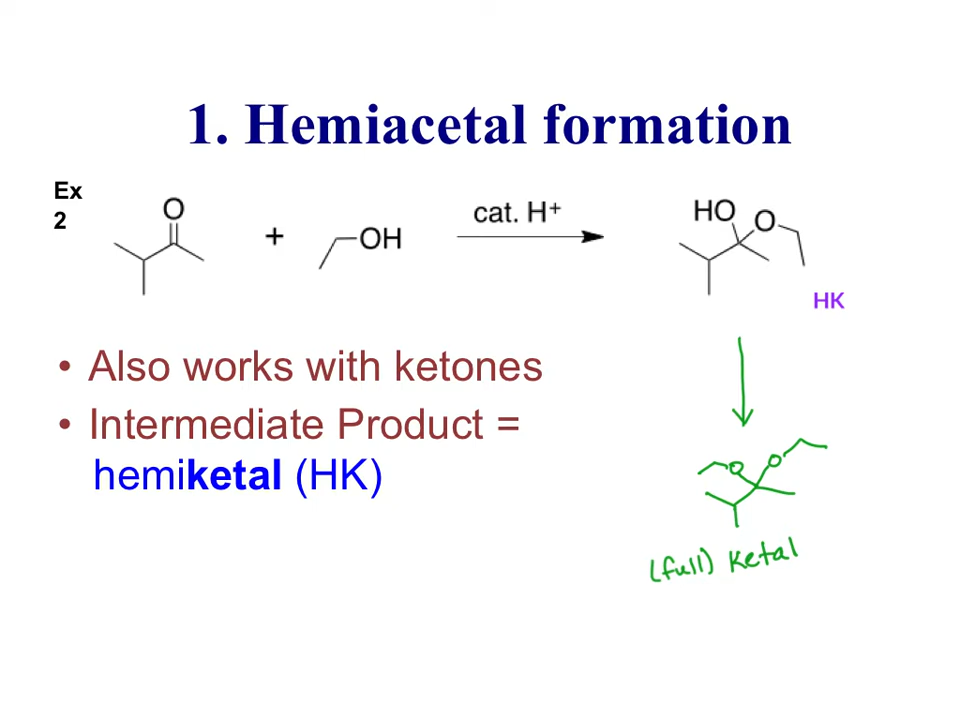 1. Hemiacetal formation
Ex
2
O
+
OH
cat. H+
HO
O
HK
• Also works with ketones
• Intermediate Product =
hemiketal (HK)
O
O
(full) Ketal